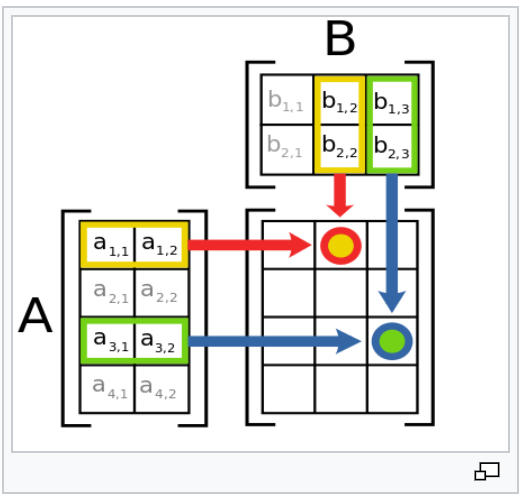 B
b1,1 b1,2 b1,3
b2,1 b2,2 b2,3
A
a1,1 a1,2
a2,1 a2,2
a3,1 a3,2
a4,1 a4,2